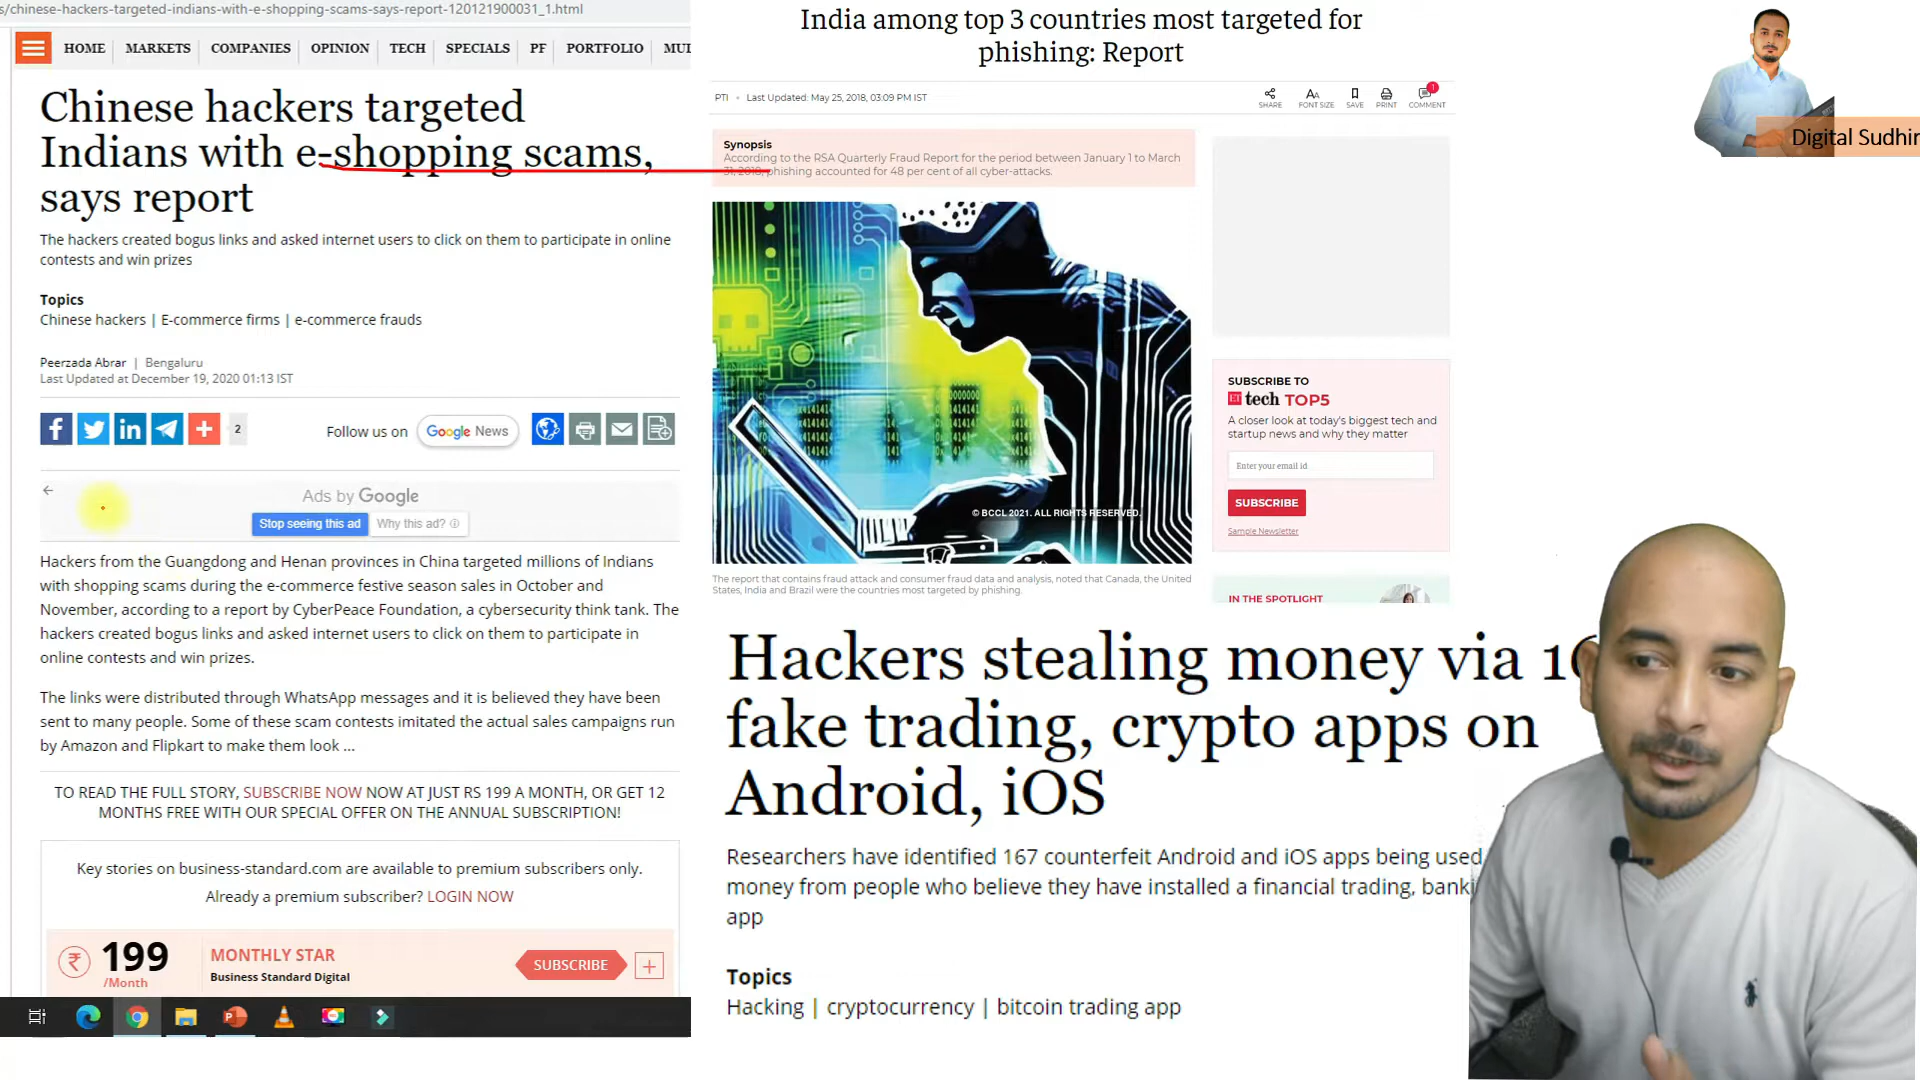 s/chinese-hackers-targeted-indians-with-e-shopping-scams-says-report-120121900031_1.html
HOME
MARKETS
COMPANIES
OPINION
TECH
SPECIALS
PF
PORTFOLIO
Chinese hackers targeted
Indians with e-shopping scams,
says report
The hackers created bogus links and asked internet users to click on them to participate in online
contests and win prizes
Topics
Chinese hackers | E-commerce firms | e-commerce frauds
Peerzada Abrar | Bengaluru
Last Updated at December 19, 2020 01:13 IST
2
Follow us on
Google News
Ads by Google
Stop seeing this ad
Why this ad?
Hackers from the Guangdong and Henan provinces in China targeted millions of Indians
with shopping scams during the e-commerce festive season sales in October and
November, according to a report by CyberPeace Foundation, a cybersecurity think tank. The
hackers created bogus links and asked internet users to click on them to participate in
online contests and win prizes.
The links were distributed through WhatsApp messages and it is believed they have been
sent to many people. Some of these scam contests imitated the actual sales campaigns run
by Amazon and Flipkart to make them look ...
TO READ THE FULL STORY, SUBSCRIBE NOW NOW AT JUST RS 199 A MONTH, OR GET 12
MONTHS FREE WITH OUR SPECIAL OFFER ON THE ANNUAL SUBSCRIPTION!
Key stories on business-standard.com are available to premium subscribers only.
Already a premium subscriber? LOGIN NOW
₹ 199
/Month
MONTHLY STAR
Business Standard Digital
SUBSCRIBE
India among top 3 countries most targeted for
phishing: Report
PTI
Last Updated: May 25, 2018, 03:09 PM IST
SHARE
FONT SIZE
SAVE
PRINT
COMMENT
1
Synopsis
According to the RSA Quarterly Fraud Report for the period between January 1 to March
31, 2018, phishing accounted for 48 per cent of all cyber-attacks.
© BCCL 2021. ALL RIGHTS RESERVED.
The report that contains fraud attack and consumer fraud data and analysis, noted that Canada, the United
States, India and Brazil were the countries most targeted by phishing.
SUBSCRIBE TO
ET tech TOP5
A closer look at today's biggest tech and
startup news and why they matter
Enter your email id
SUBSCRIBE
Sample Newsletter
IN THE SPOTLIGHT
Hackers stealing money via
fake trading, crypto apps on
Android, iOS
Researchers have identified 167 counterfeit Android and iOS apps being used
money from people who believe they have installed a financial trading,
app
Topics
Hacking | cryptocurrency | bitcoin trading app
Digital Sudhir